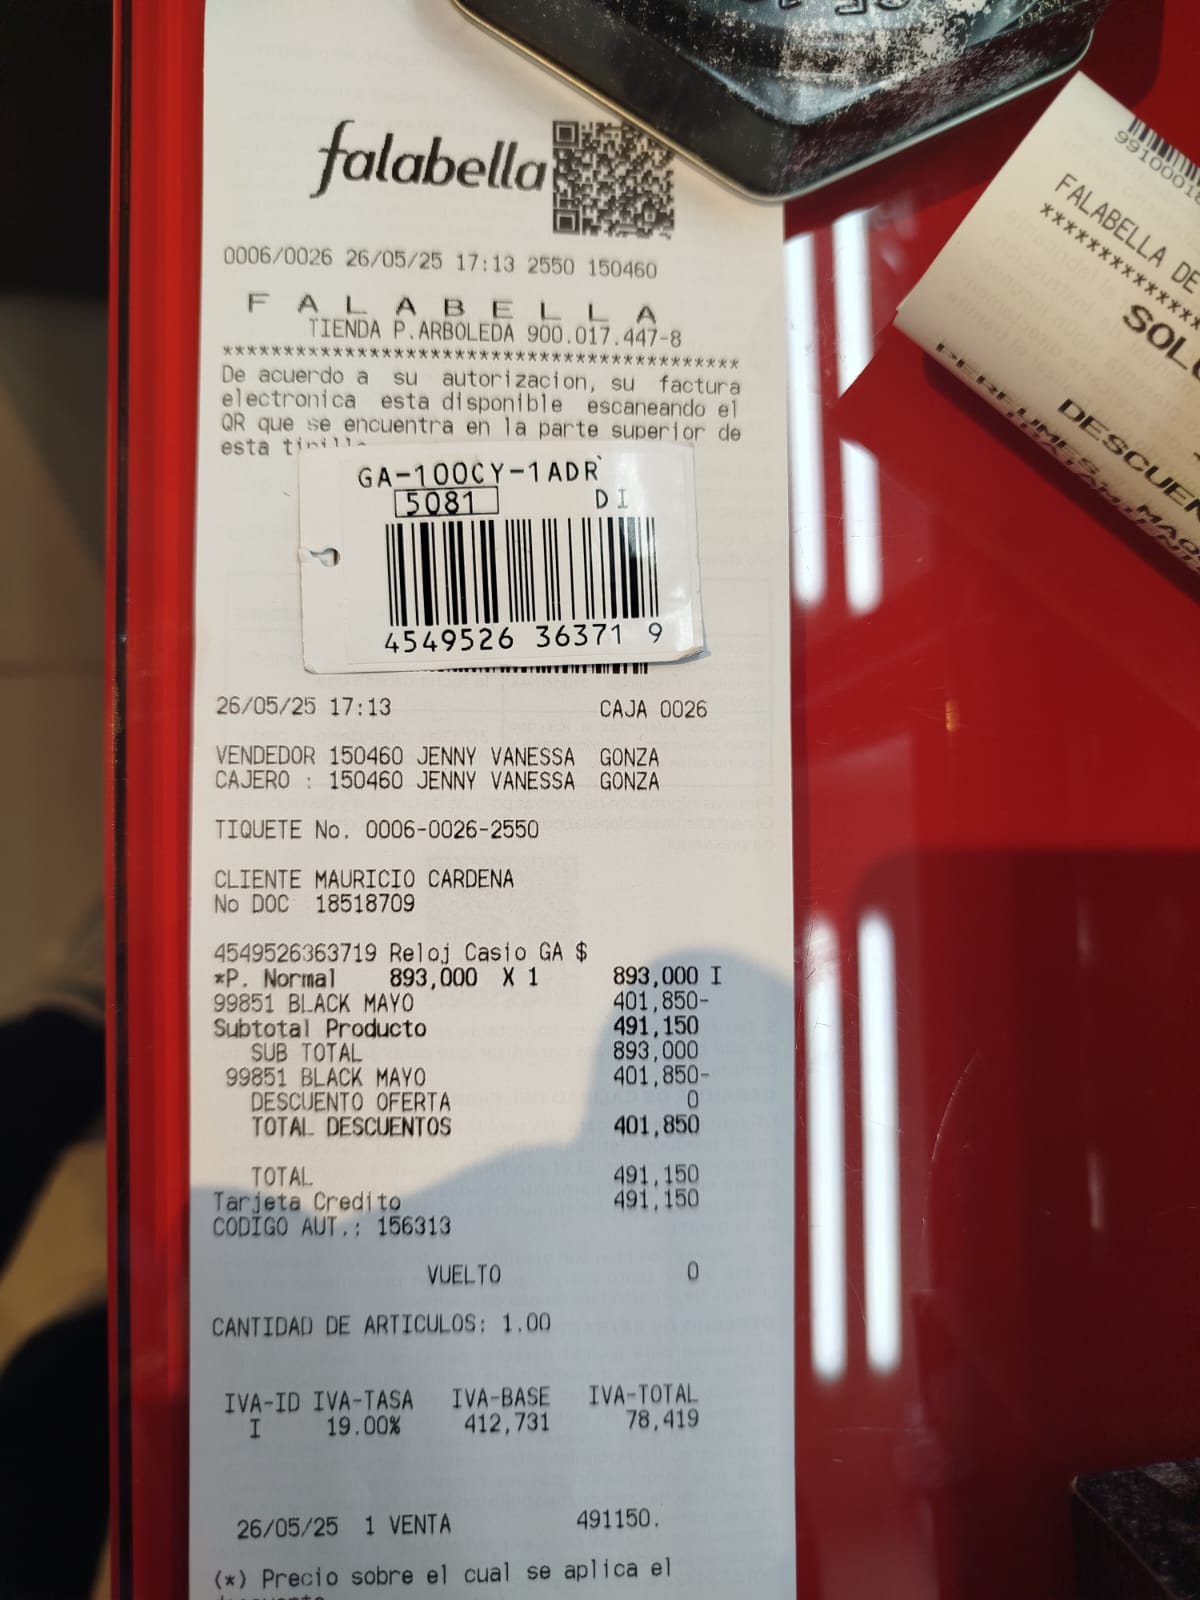 falabella
0006/0026 26/05/25 17:13 2550 150460
F A L A B E L L A
TIENDA P.ARBOLEDA 900.017.447-8
******************************************
De acuerdo a su autorizacion, su factura
electronica esta disponible escaneando el
QR que se encuentra en la parte superior de
esta
GA-100CY-1ADR
5081 DI
4549526 36371 9
26/05/25 17:13 CAJA 0026
VENDEDOR 150460 JENNY VANESSA GONZA
CAJERO : 150460 JENNY VANESSA GONZA
TIQUETE No. 0006-0026-2550
CLIENTE MAURICIO CARDENA
No DOC 18518709
4549526363719 Reloj Casio GA $
*P. Normal 893,000 X 1 893,000 I
99851 BLACK MAYO 401,850-
Subtotal Producto 491,150
SUB TOTAL 893,000
99851 BLACK MAYO 401,850-
DESCUENTO OFERTA 0
TOTAL DESCUENTOS 401,850
TOTAL 491,150
Tarjeta Credito 491,150
CODIGO AUT.: 156313
VUELTO 0
CANTIDAD DE ARTICULOS: 1.00
IVA-ID IVA-TASA IVA-BASE IVA-TOTAL
I 19.00% 412,731 78,419
26/05/25 1 VENTA 491150.
(*) Precio sobre el cual se aplica el
FALABELLA DE
DESCUEN
PERFUMES, MAQ